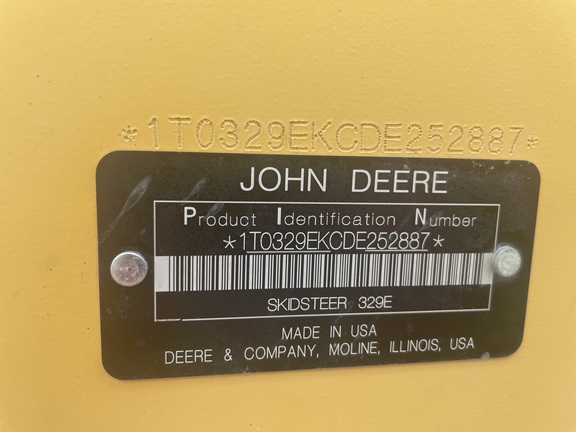 *1T0329EKCDE252887*
JOHN DEERE
Product Identification Number
*1T0329EKCDE252887*
SKIDSTEER 329E
MADE IN USA
DEERE & COMPANY, MOLINE, ILLINOIS, USA